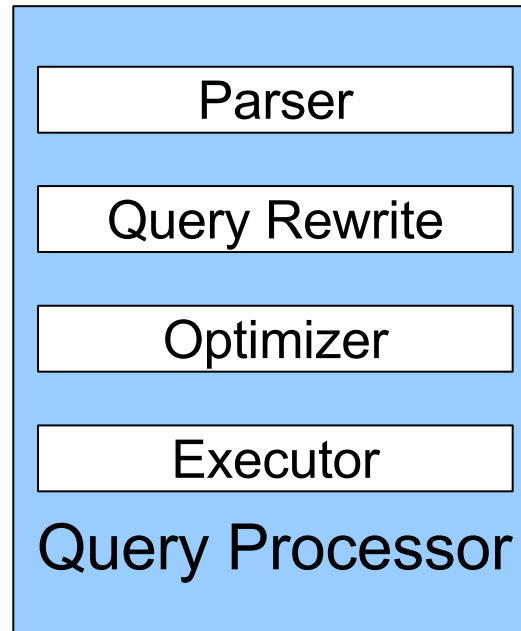 Parser
Query Rewrite
Optimizer
Executor
Query Processor